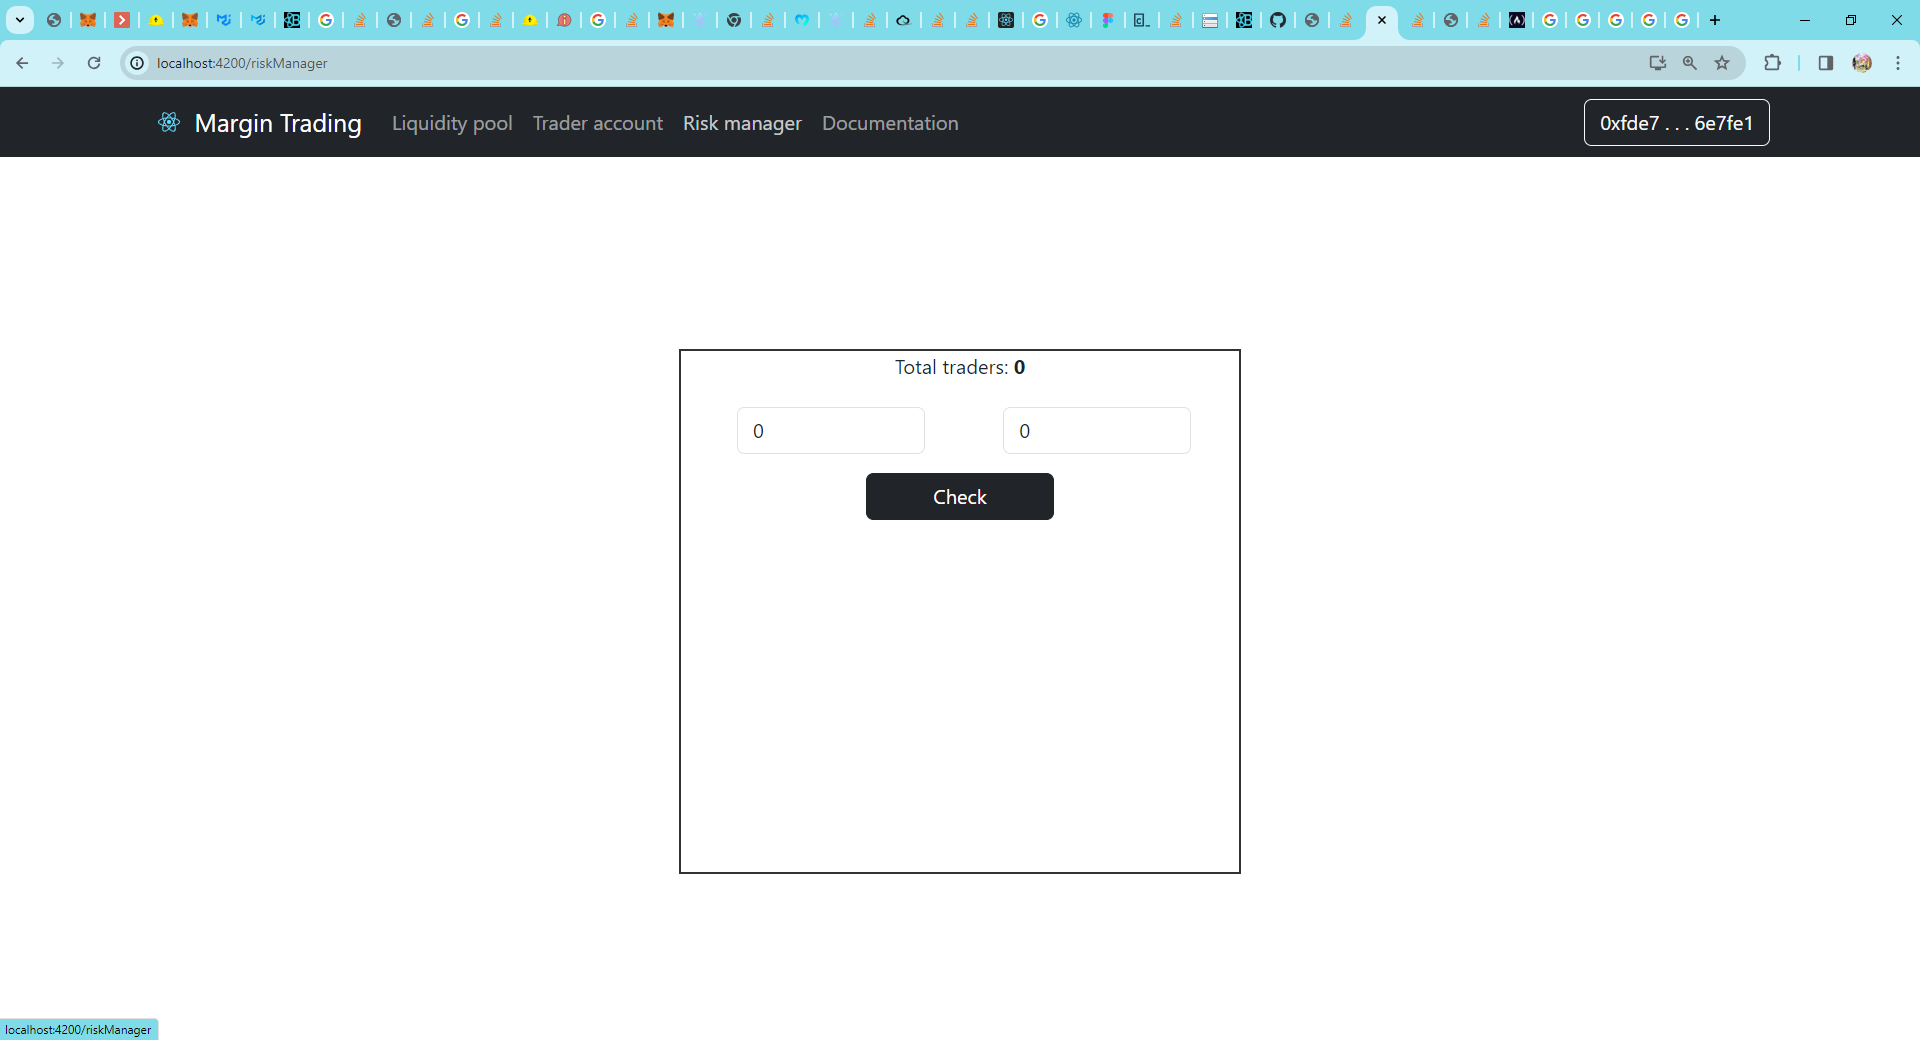 localhost:4200/riskManager
Margin Trading Liquidity pool Trader account Risk manager Documentation 0xfde7 . . . 6e7fe1
Total traders: 0
0 0
Check
localhost:4200/riskManager